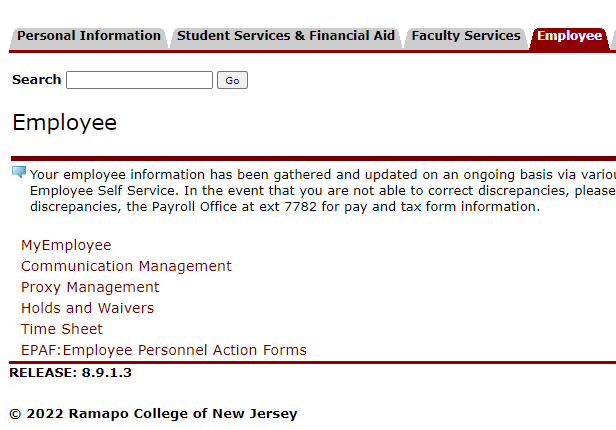 Personal Information Student Services & Financial Aid Faculty Services Employee
Search Go
Employee
Your employee information has been gathered and updated on an ongoing basis via
Employee Self Service. In the event that you are not able to correct discrepancies, please
discrepancies, the Payroll Office at ext 7782 for pay and tax form information.
MyEmployee
Communication Management
Proxy Management
Holds and Waivers
Time Sheet
EPAF:Employee Personnel Action Forms
RELEASE: 8.9.1.3
© 2022 Ramapo College of New Jersey